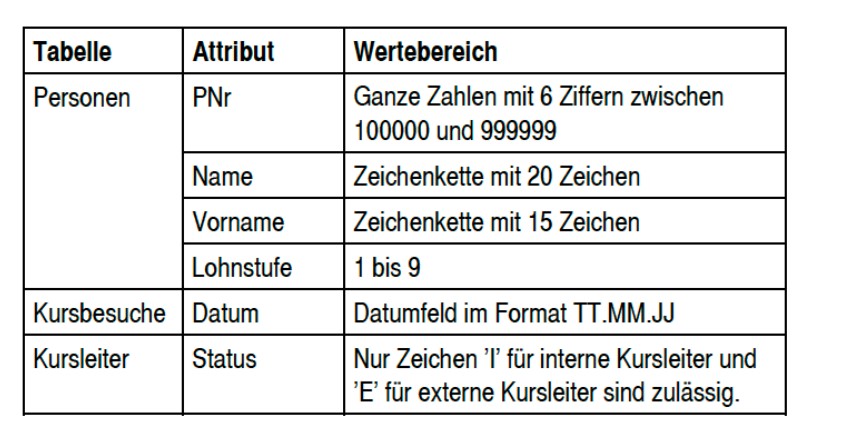 Tabelle Attribut Wertebereich
Personen PNr Ganze Zahlen mit 6 Ziffern zwischen
100000 und 999999
Name Zeichenkette mit 20 Zeichen
Vorname Zeichenkette mit 15 Zeichen
Lohnstufe 1 bis 9
Kursbesuche Datum Datumfeld im Format TT.MM.JJ
Kursleiter Status Nur Zeichen 'I' für interne Kursleiter und
'E' für externe Kursleiter sind zulässig.